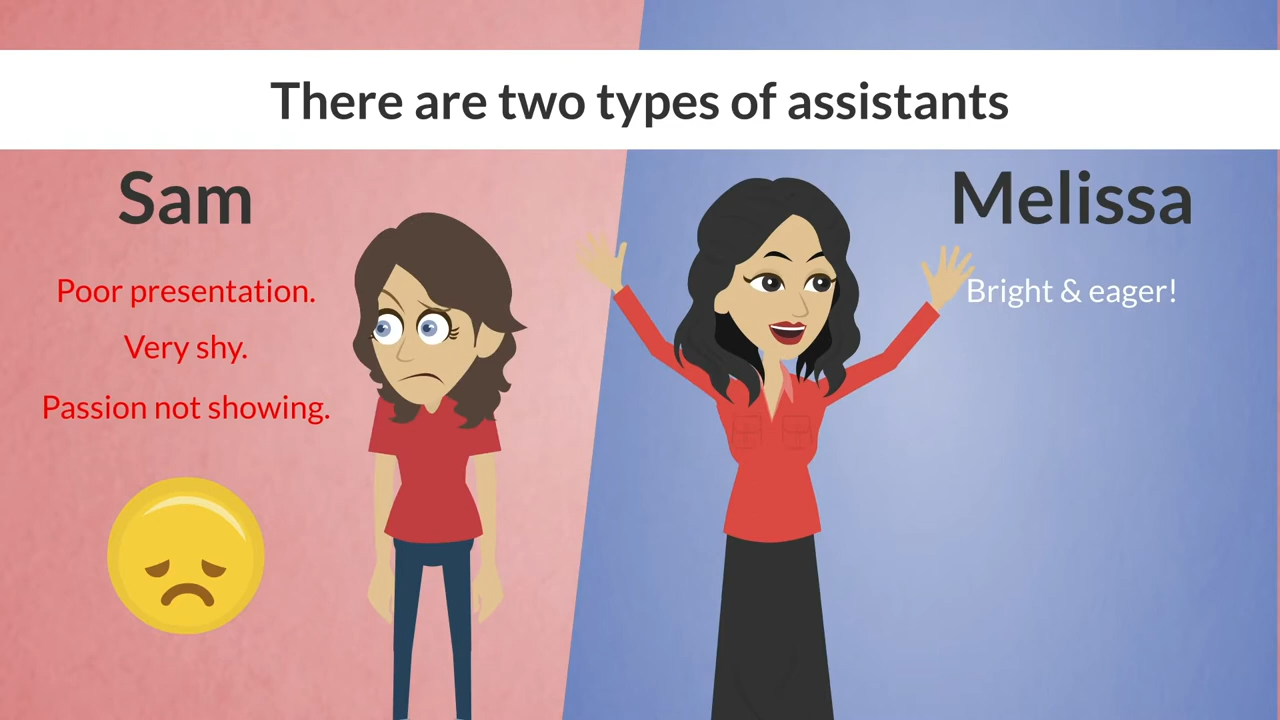 There are two types of assistants
Sam
Poor presentation.
Very shy.
Passion not showing.
Melissa
Bright & eager!